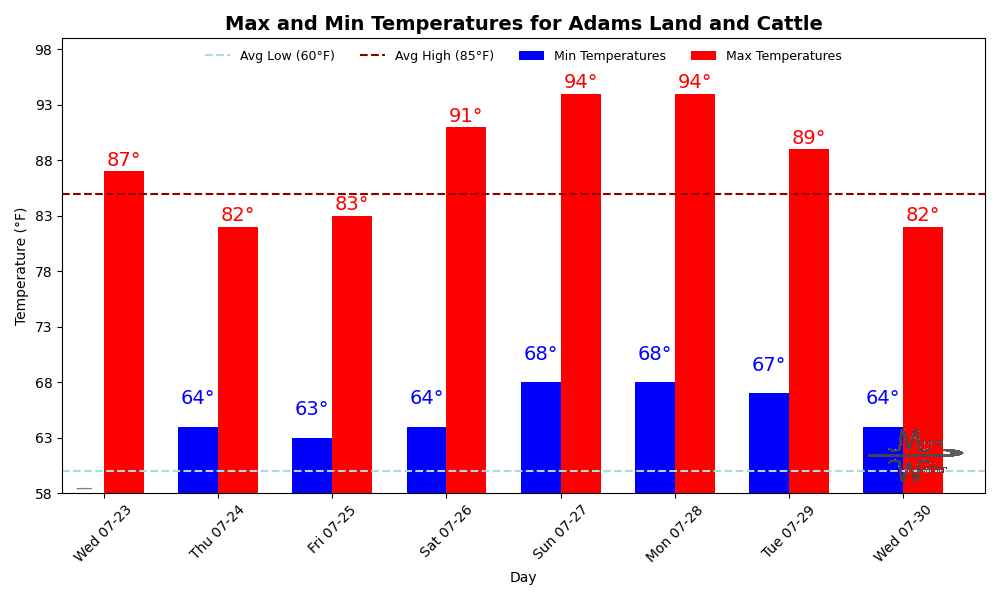 Max and Min Temperatures for Adams Land and Cattle
Avg Low (60°F) Avg High (85°F) Min Temperatures Max Temperatures
98
93
88
83
78
73
68
63
58
Temperature (°F)
87°
64° 82°
63° 83°
64° 91°
68° 94°
68° 94°
67° 89°
64° 82°
—
Wed 07-23
Thu 07-24
Fri 07-25
Sat 07-26
Sun 07-27
Mon 07-28
Tue 07-29
Wed 07-30
Day